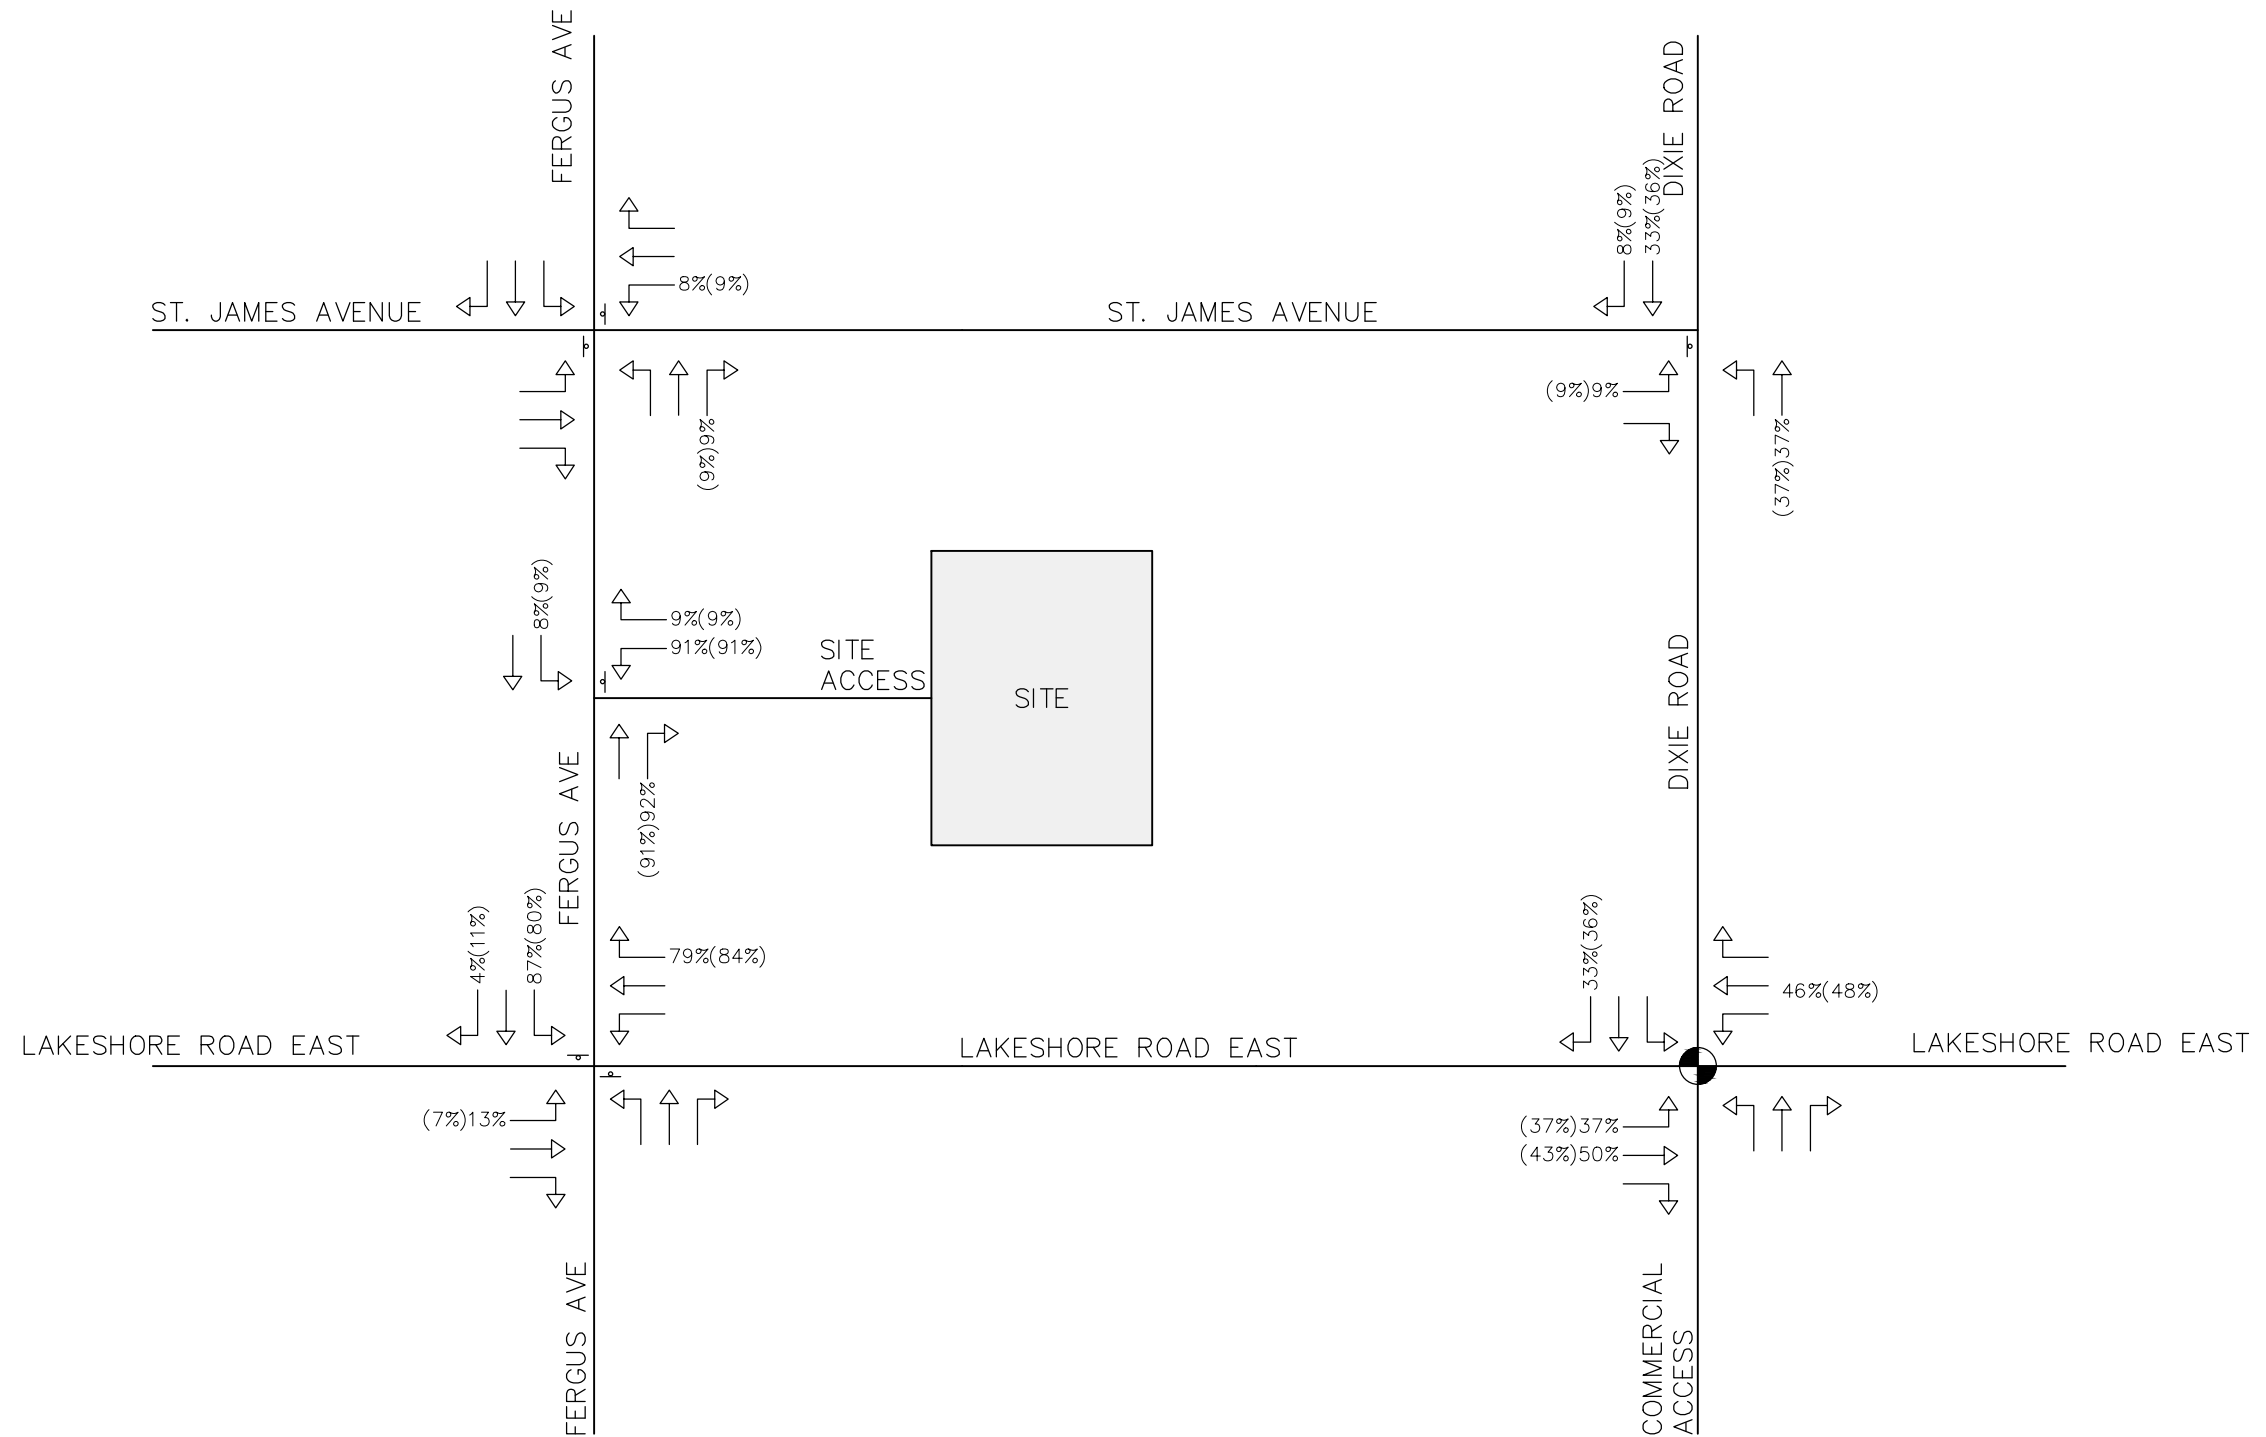 FERGUS AVE
DIXIE ROAD
8%(9%)
33%(36%)
8%(9%)
ST. JAMES AVENUE
ST. JAMES AVENUE
(9%)9%
(9%)9%
(37%)37%
8%(9%)
9%(9%)
91%(91%)
SITE
ACCESS
SITE
DIXIE ROAD
(91%)92%
FERGUS AVE
4%(11%)
87%(80%)
79%(84%)
33%(36%)
46%(48%)
LAKESHORE ROAD EAST
LAKESHORE ROAD EAST
LAKESHORE ROAD EAST
(7%)13%
(37%)37%
(43%)50%
FERGUS AVE
COMMERCIAL
ACCESS